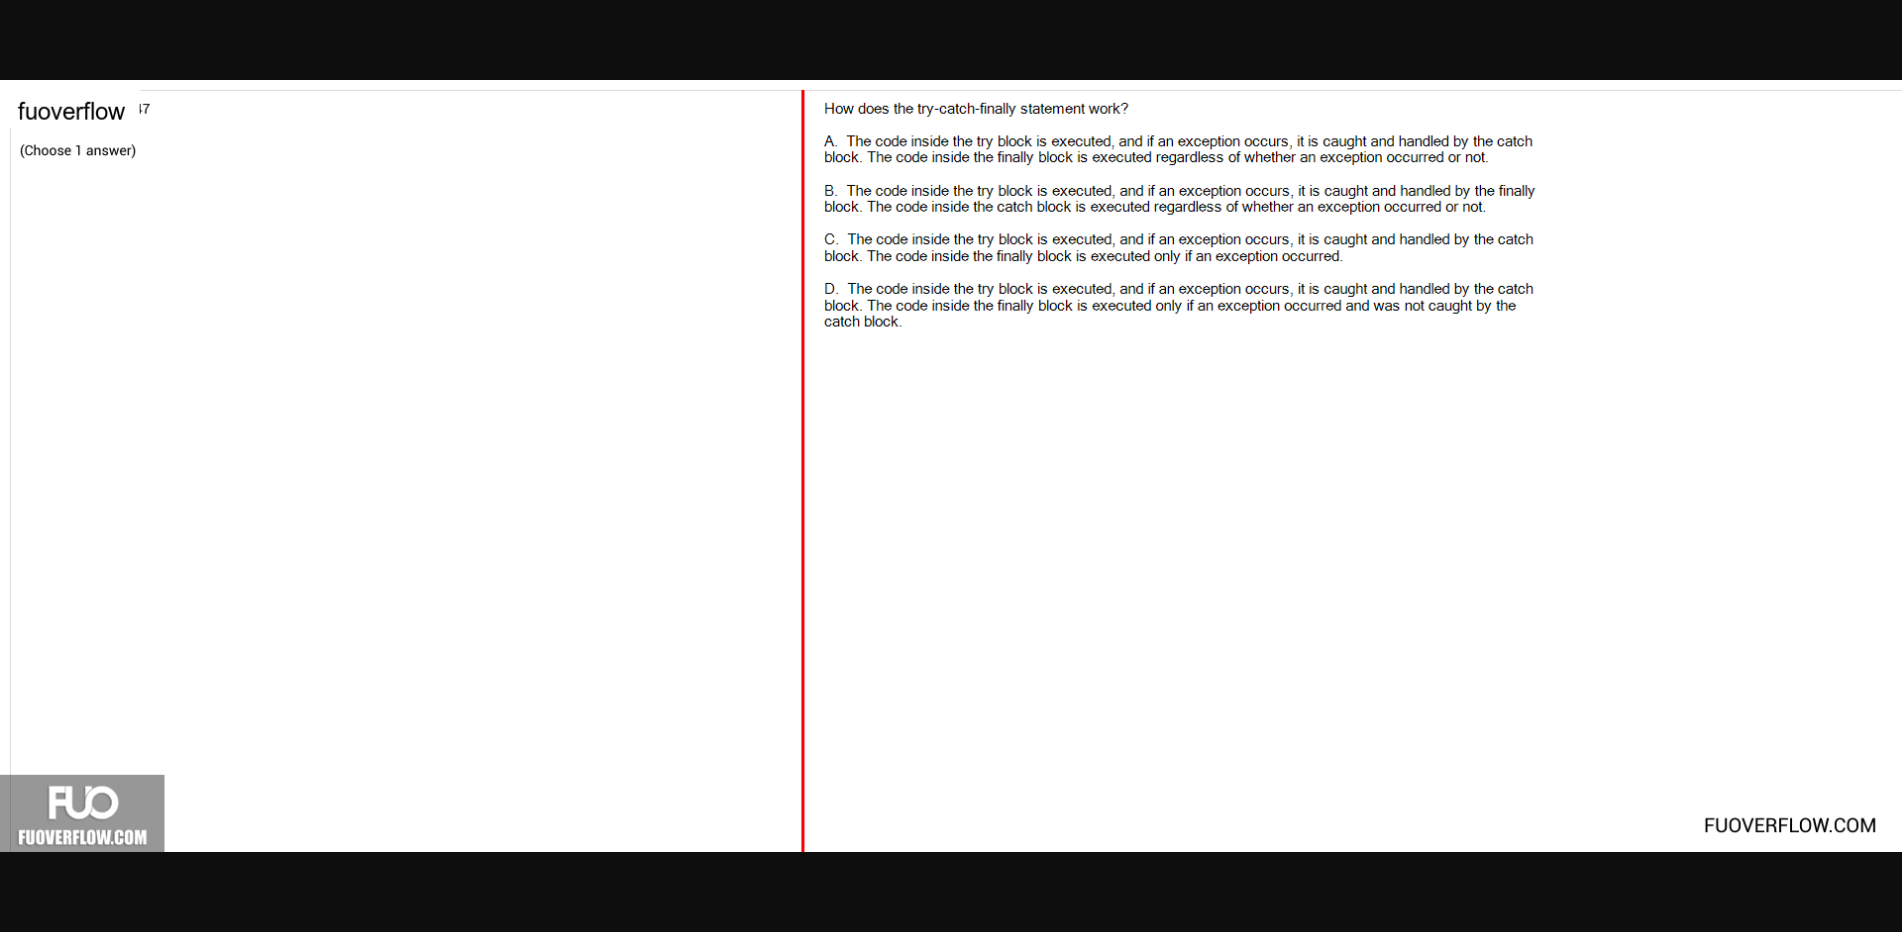 fuoverflow 47
(Choose 1 answer)
How does the try-catch-finally statement work?
A. The code inside the try block is executed, and if an exception occurs, it is caught and handled by the catch
block. The code inside the finally block is executed regardless of whether an exception occurred or not.
B. The code inside the try block is executed, and if an exception occurs, it is caught and handled by the finally
block. The code inside the catch block is executed regardless of whether an exception occurred or not.
C. The code inside the try block is executed, and if an exception occurs, it is caught and handled by the catch
block. The code inside the finally block is executed only if an exception occurred.
D. The code inside the try block is executed, and if an exception occurs, it is caught and handled by the catch
block. The code inside the finally block is executed only if an exception occurred and was not caught by the
catch block.
FUO
FUOVERFLOW.COM
FUOVERFLOW.COM